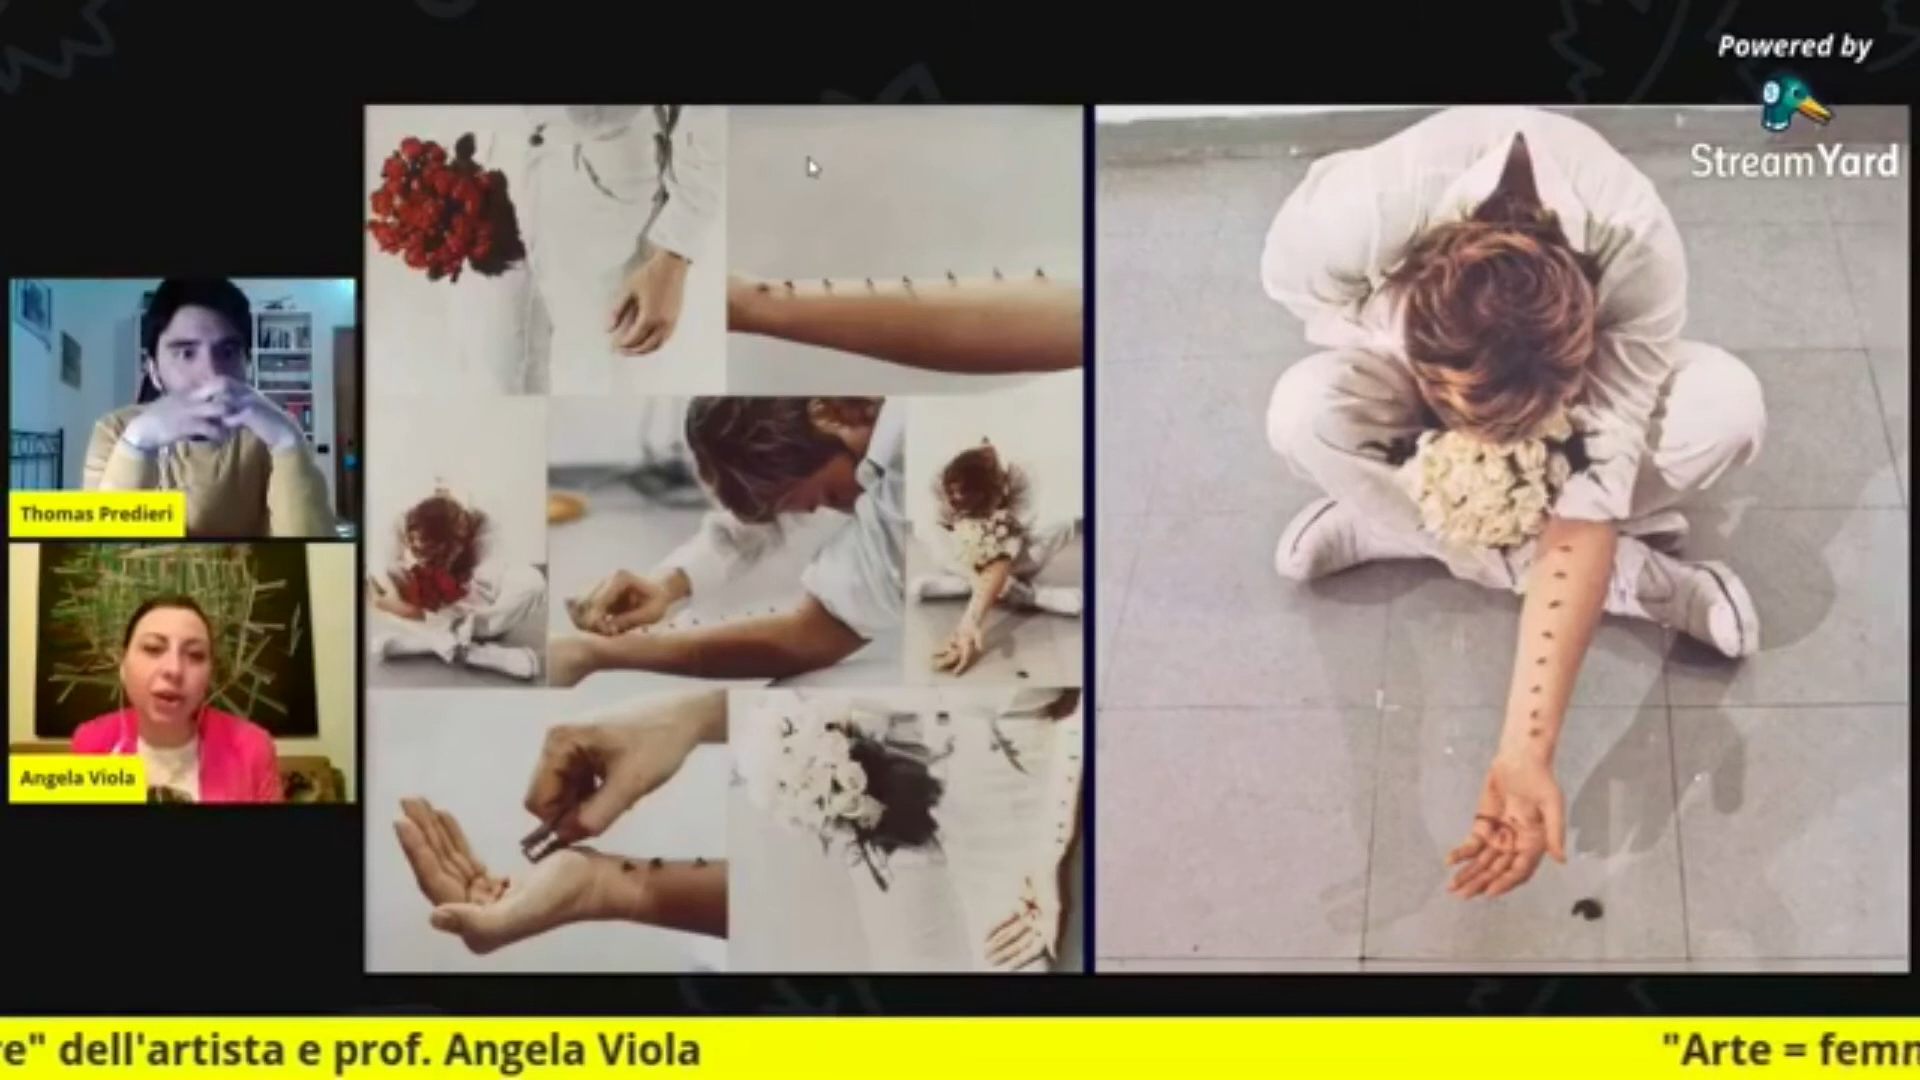 Powered by
StreamYard
Thomas Predieri
Angela Viola
re" dell'artista e prof. Angela Viola
"Arte = femm